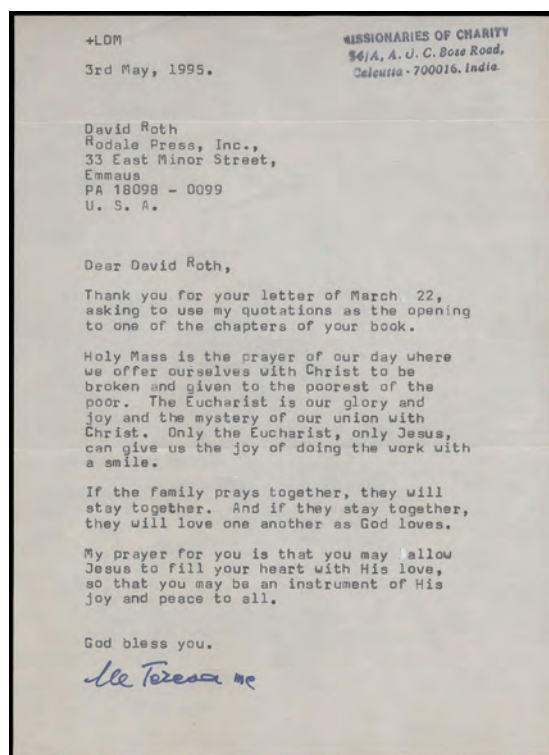 +LDM
MISSIONARIES OF CHARITY
54/A, A. J. C. Bose Road,
Calcutta - 700016. India.
3rd May, 1995.
David Roth
Rodale Press, Inc.,
33 East Minor Street,
Emmaus
PA 18098 - 0099
U. S. A.
Dear David Roth,
Thank you for your letter of March 22,
asking to use my quotations as the opening
to one of the chapters of your book.
Holy Mass is the prayer of our day where
we offer ourselves with Christ to be
broken and given to the poorest of the
poor. The Eucharist is our glory and
joy and the mystery of our union with
Christ. Only the Eucharist, only Jesus,
can give us the joy of doing the work with
a smile.
If the family prays together, they will
stay together. And if they stay together,
they will love one another as God loves.
My prayer for you is that you may allow
Jesus to fill your heart with His love,
so that you may be an instrument of His
joy and peace to all.
God bless you.
Teresa mc